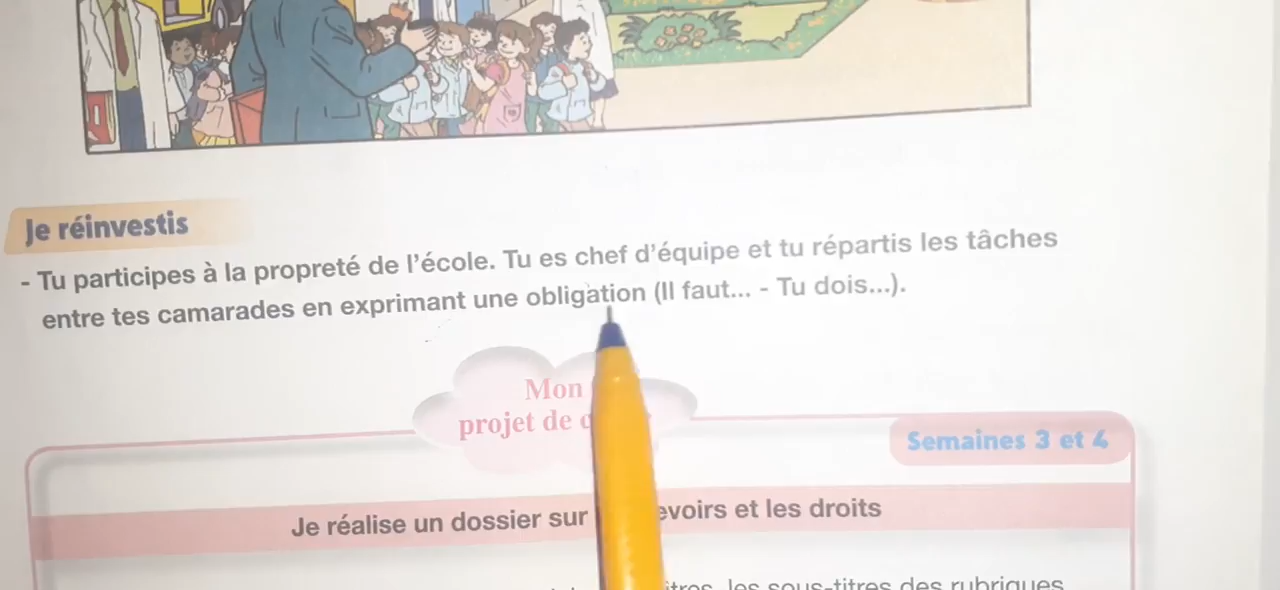 Je réinvestis
- Tu participes à la propreté de l'école. Tu es chef d'équipe et tu répartis les tâches
entre tes camarades en exprimant une obligation (Il faut... - Tu dois...).
Mon
projet de
Semaines 3 et 4
Je réalise un dossier sur evoirs et les droits
les sous-titres des rubriques